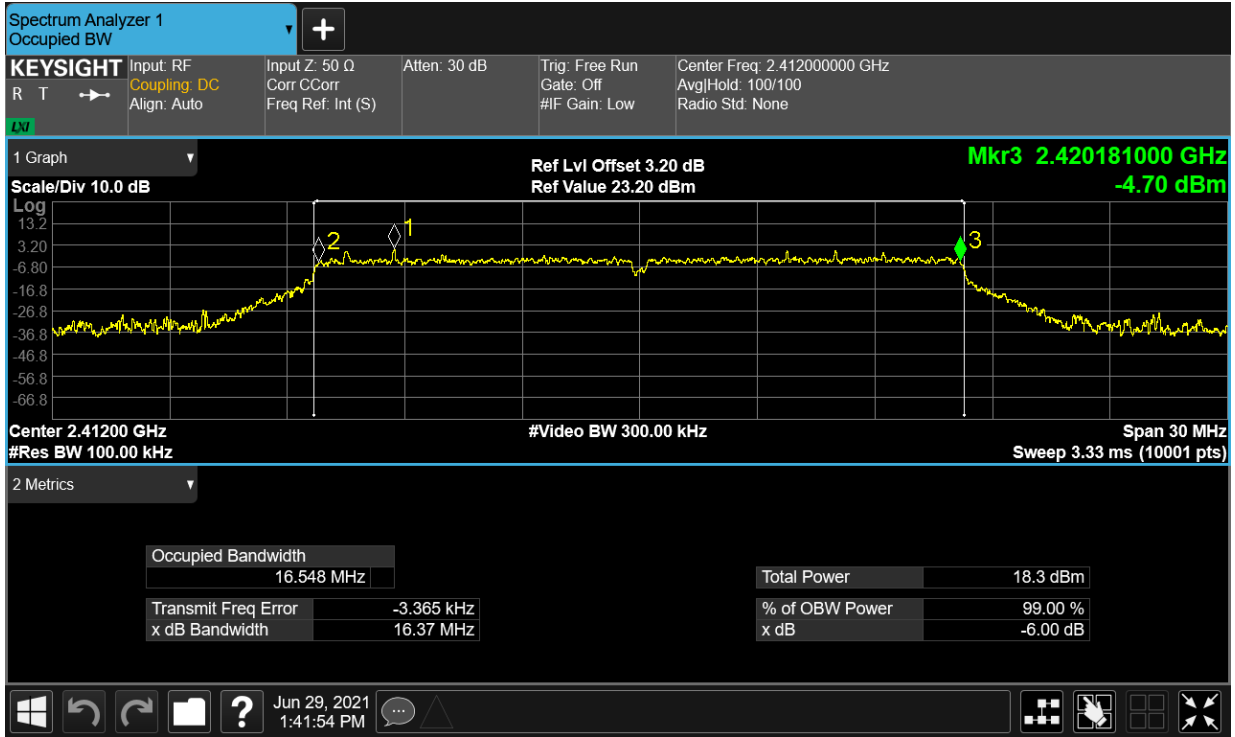 Spectrum Analyzer 1
Occupied BW
KEYSIGHT
R T
LXI
Input: RF
Coupling: DC
Align: Auto
Input Z: 50 Ω
Corr CCorr
Freq Ref: Int (S)
Atten: 30 dB
Trig: Free Run
Gate: Off
#IF Gain: Low
Center Freq: 2.412000000 GHz
Avg|Hold: 100/100
Radio Std: None
1 Graph
Scale/Div 10.0 dB
Ref Lvl Offset 3.20 dB
Ref Value 23.20 dBm
Mkr3 2.420181000 GHz
-4.70 dBm
Log
13.2
3.20
-6.80
-16.8
-26.8
-36.8
-46.8
-56.8
-66.8
2
1
3
Center 2.41200 GHz
#Res BW 100.00 kHz
#Video BW 300.00 kHz
Span 30 MHz
Sweep 3.33 ms (10001 pts)
2 Metrics
Occupied Bandwidth
16.548 MHz
Transmit Freq Error -3.365 kHz
x dB Bandwidth 16.37 MHz
Total Power 18.3 dBm
% of OBW Power 99.00 %
x dB -6.00 dB
?
Jun 29, 2021
1:41:54 PM